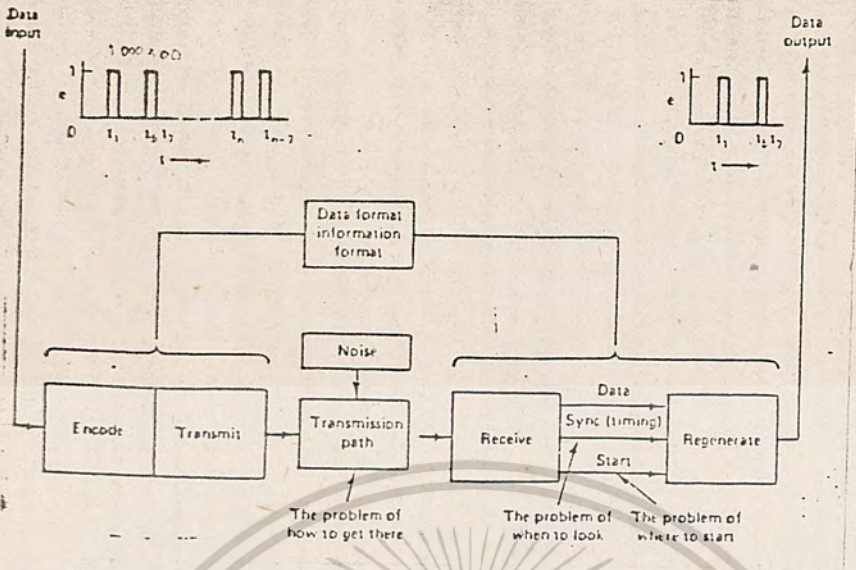 Data
input
Data
output
1
e
0
t
1
e
0
t
Data format
information
format
Noise
Encode
Transmit
Transmission
path
Receive
Data
Sync (timing)
Start
Regenerate
The problem of
how to get there
The problem of
when to look
The problem of
where to start